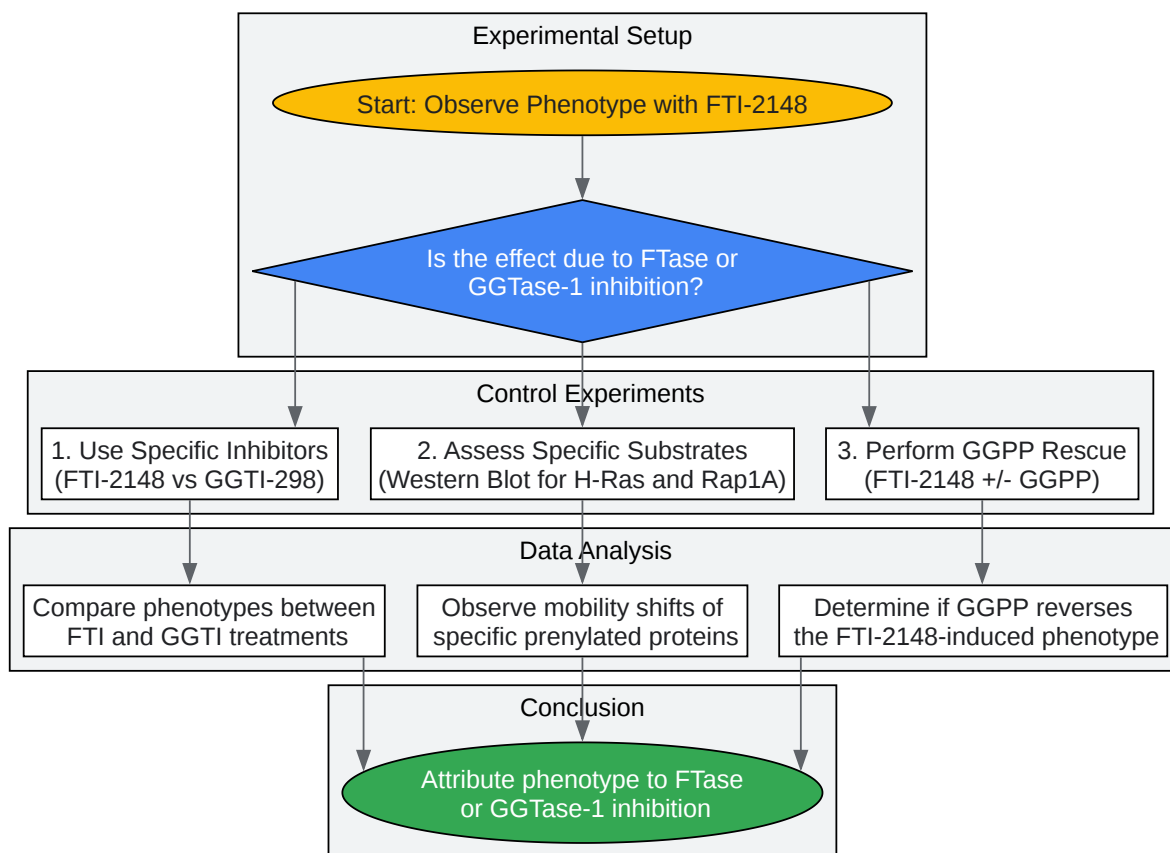 Experimental Setup
Start: Observe Phenotype with FTI-2148
Is the effect due to FTase or
GGTase-1 inhibition?
Control Experiments
1. Use Specific Inhibitors
(FTI-2148 vs GGTI-298)
2. Assess Specific Substrates
(Western Blot for H-Ras and Rap1A)
3. Perform GGPP Rescue
(FTI-2148 +/- GGPP)
Data Analysis
Compare phenotypes between
FTI and GGTI treatments
Observe mobility shifts of
specific prenylated proteins
Determine if GGPP reverses
the FTI-2148-induced phenotype
Conclusion
Attribute phenotype to FTase
or GGTase-1 inhibition